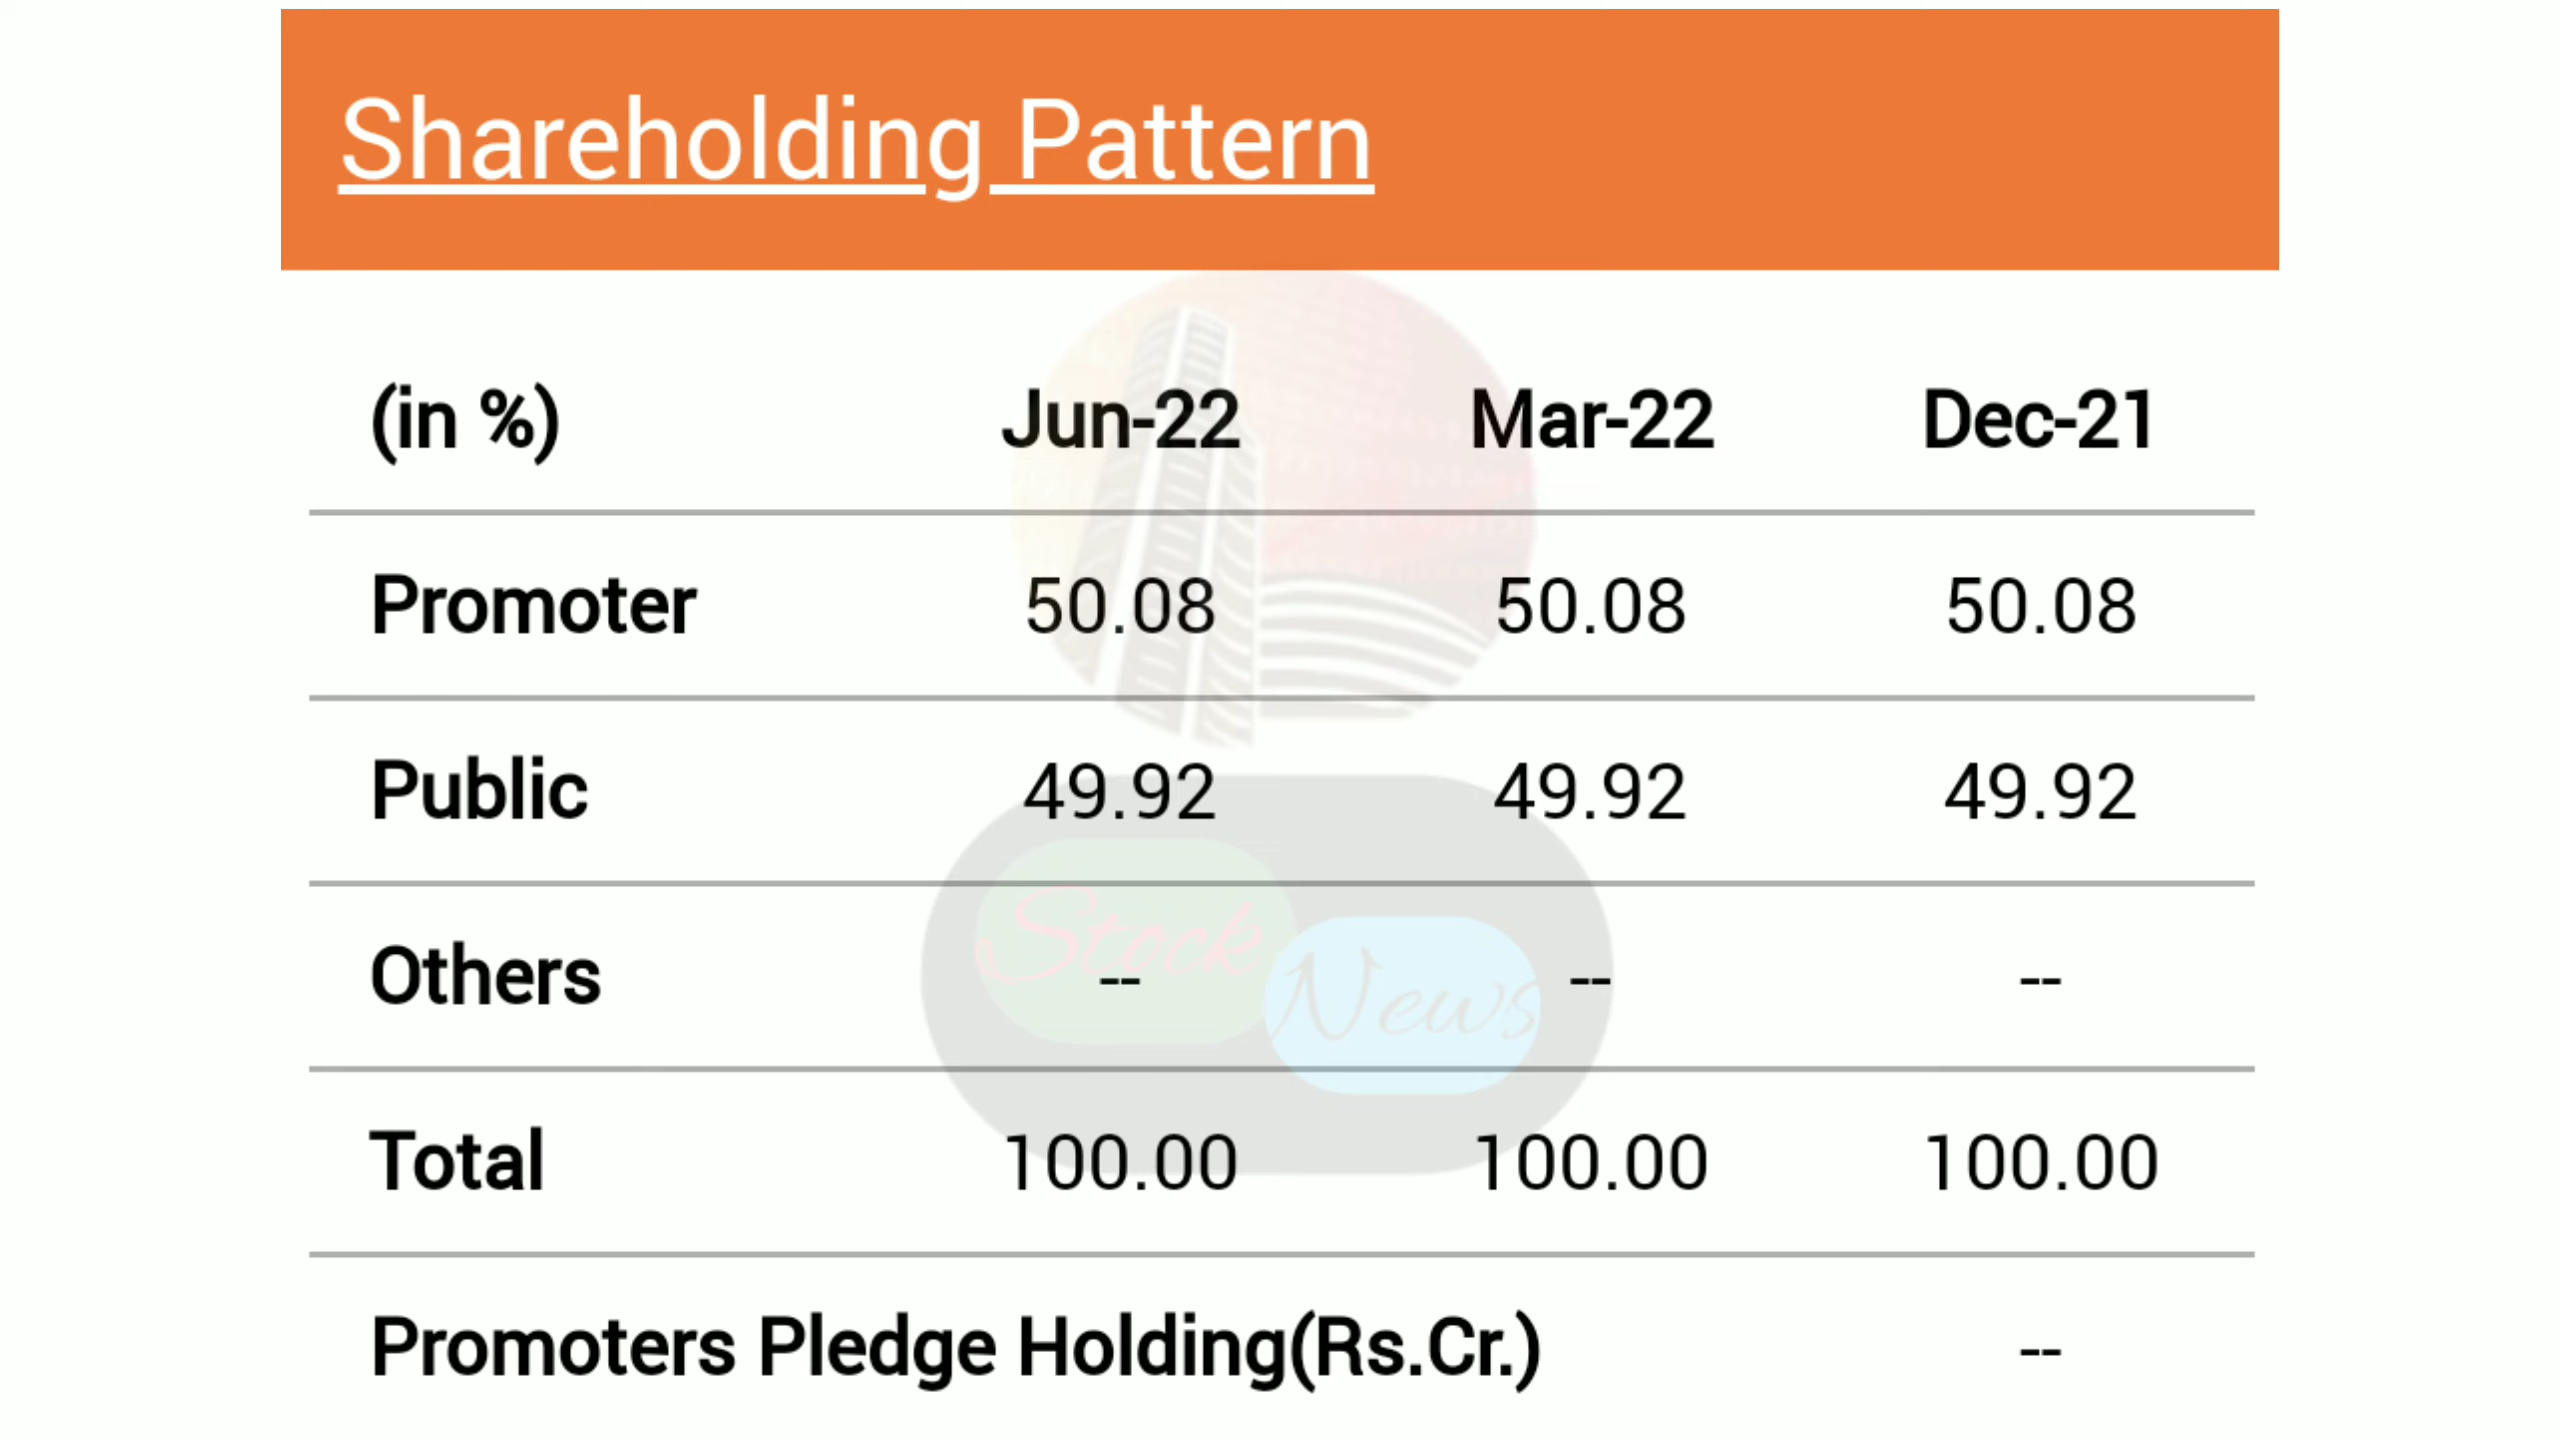 Shareholding Pattern
(in %) Jun-22 Mar-22 Dec-21
Promoter 50.08 50.08 50.08
Public 49.92 49.92 49.92
Others -- -- --
Stock
News
Total 100.00 100.00 100.00
Promoters Pledge Holding(Rs.Cr.) --